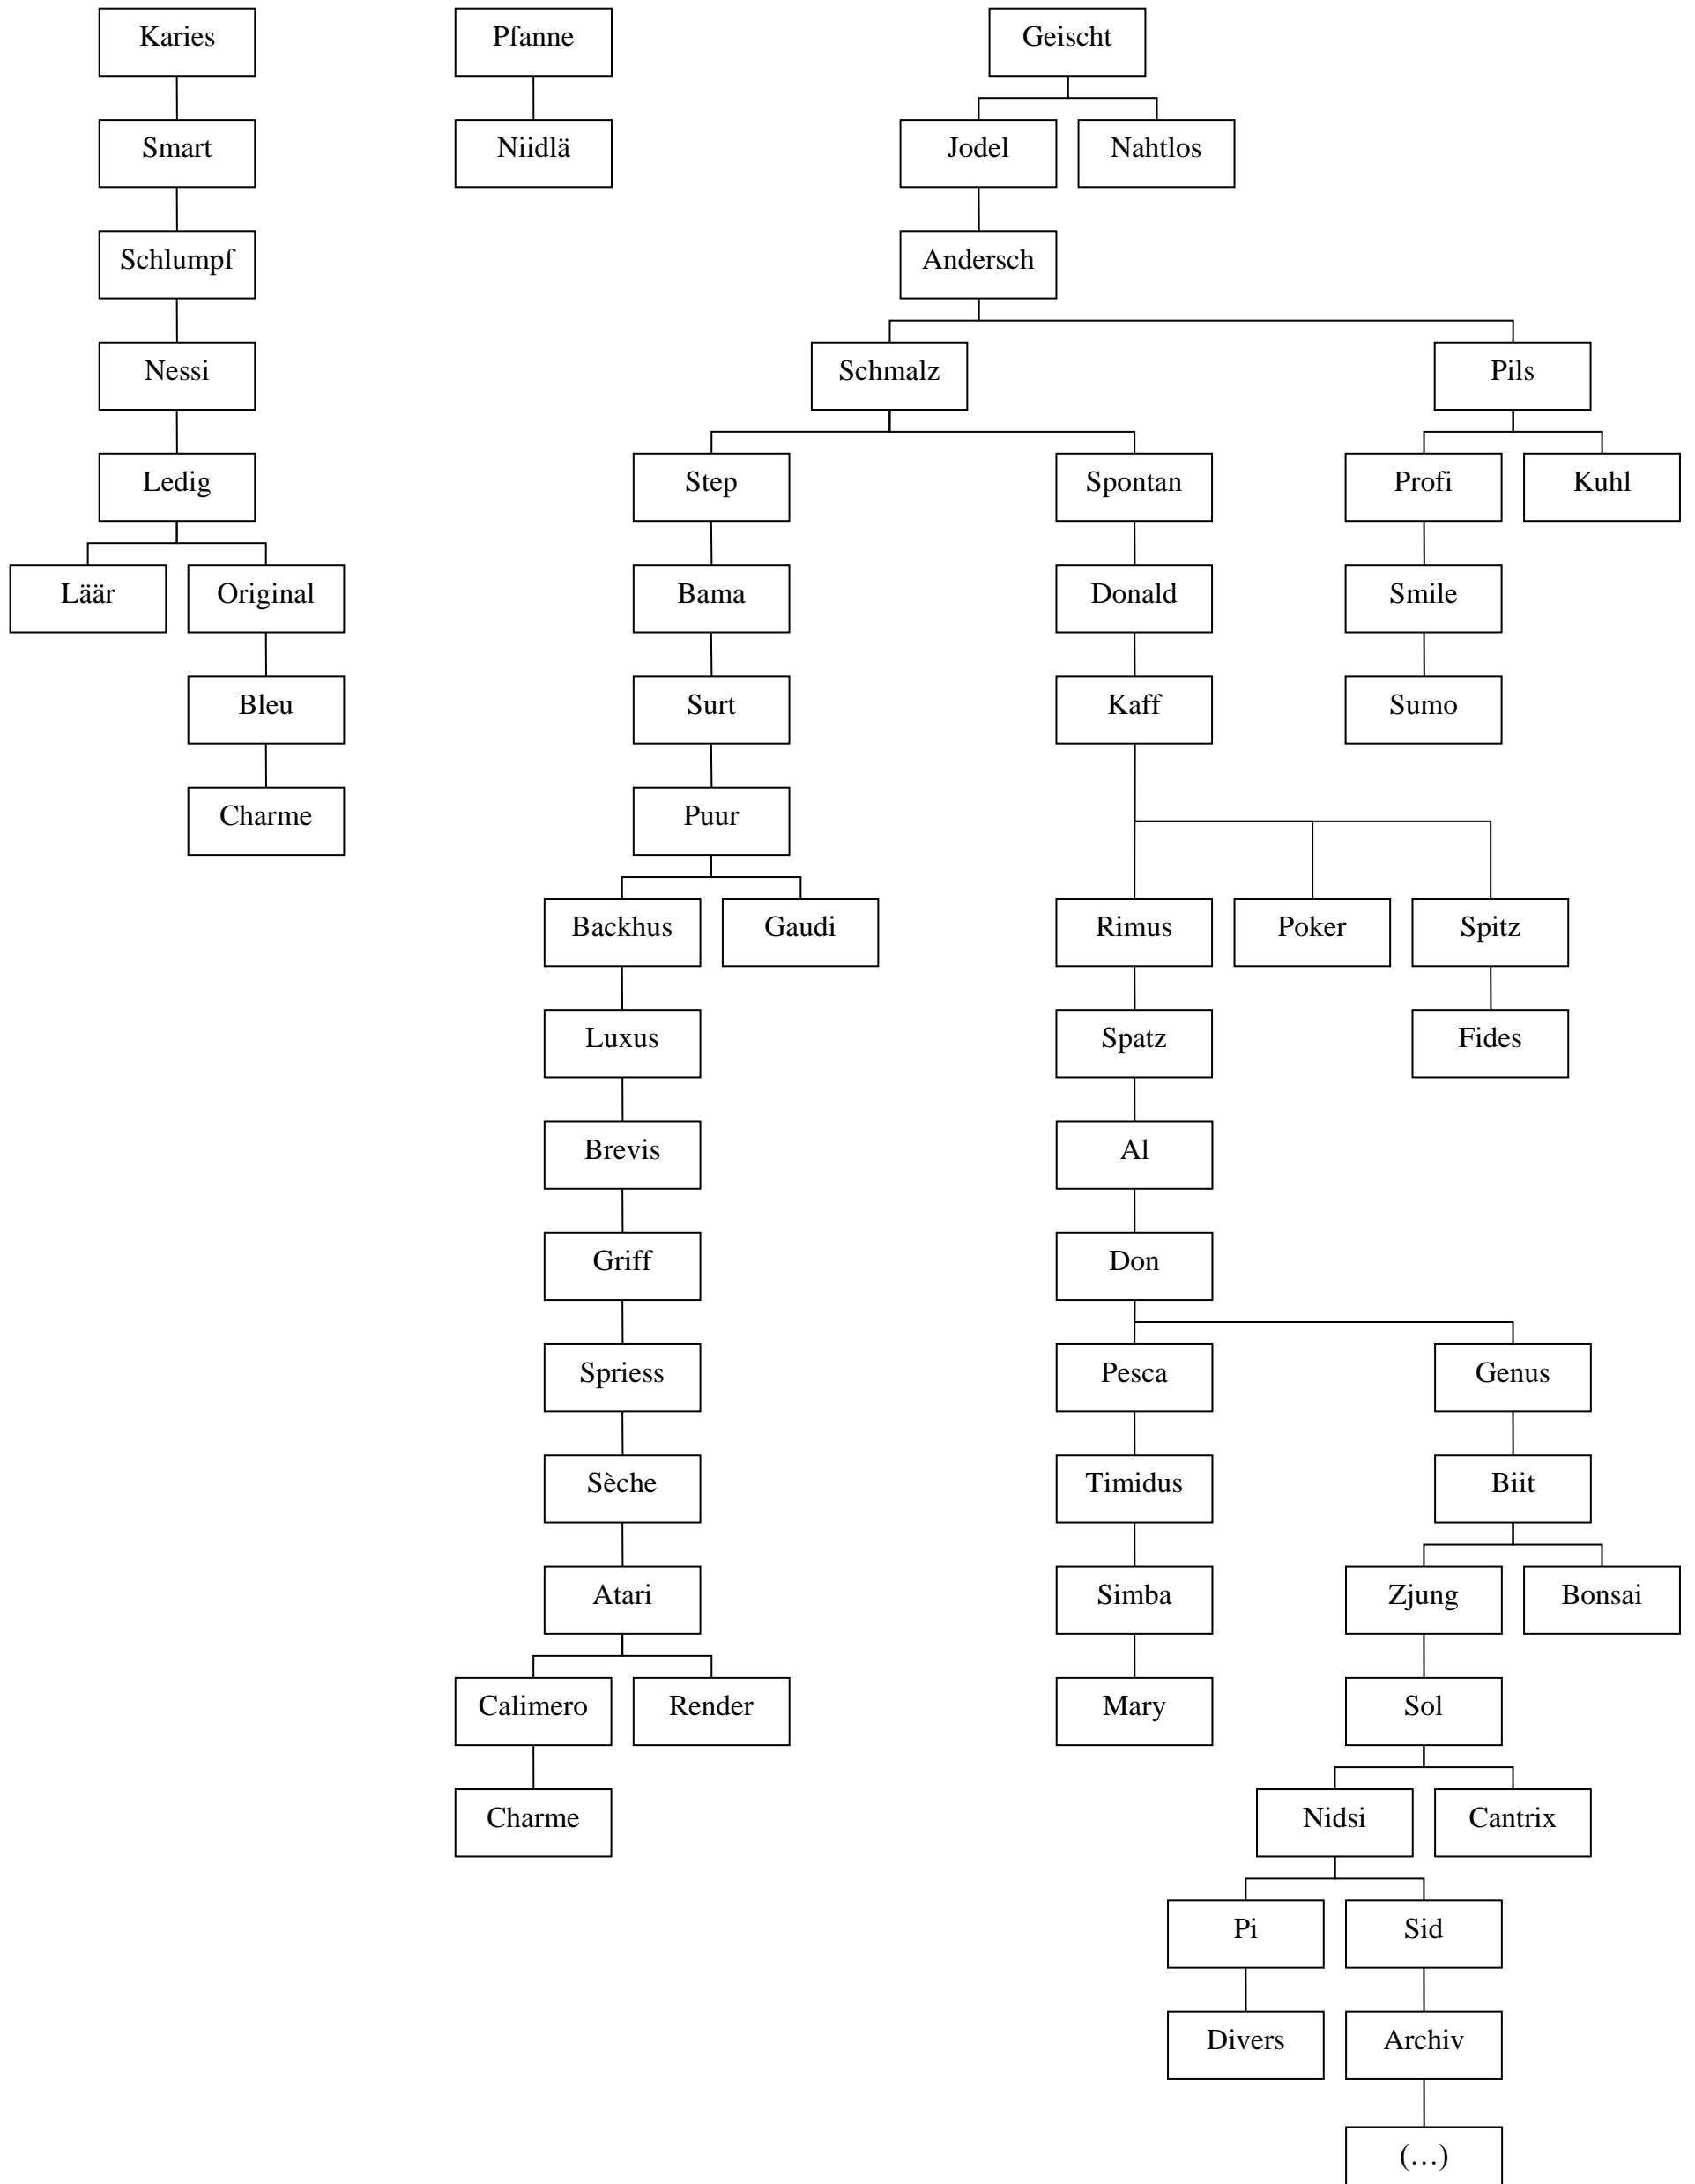 Karies
Pfanne
Geischt
Smart
Niidlä
Jodel
Nahtlos
Schlumpf
Andersch
Nessi
Schmalz
Pils
Ledig
Step
Spontan
Profi
Kuhl
Läär
Original
Bama
Donald
Smile
Bleu
Surt
Kaff
Sumo
Charme
Puur
Backhus
Gaudi
Rimus
Poker
Spitz
Luxus
Spatz
Fides
Brevis
Al
Griff
Don
Spriess
Pesca
Genus
Sèche
Timidus
Biit
Atari
Simba
Zjung
Bonsai
Calimero
Render
Mary
Sol
Charme
Nidsi
Cantrix
Pi
Sid
Divers
Archiv
(…)